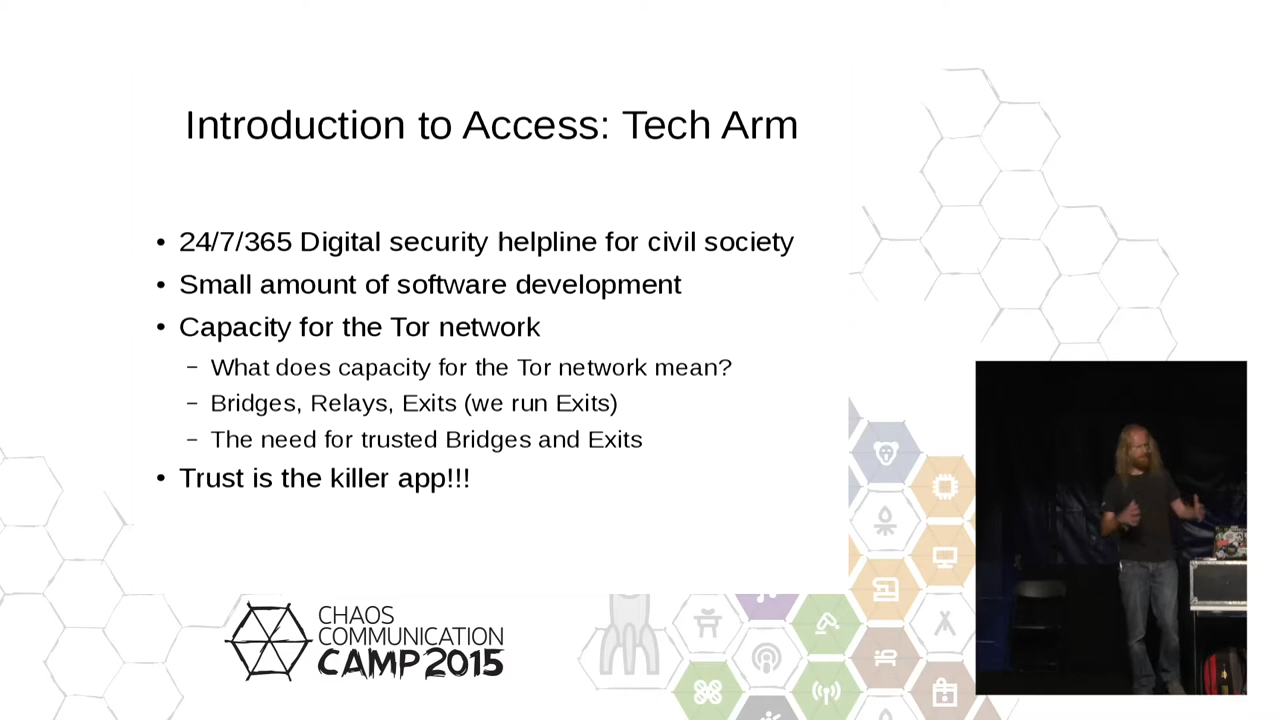 Introduction to Access: Tech Arm
• 24/7/365 Digital security helpline for civil society
• Small amount of software development
• Capacity for the Tor network
– What does capacity for the Tor network mean?
– Bridges, Relays, Exits (we run Exits)
– The need for trusted Bridges and Exits
• Trust is the killer app!!!
CHAOS
COMMUNICATION
CAMP 2015